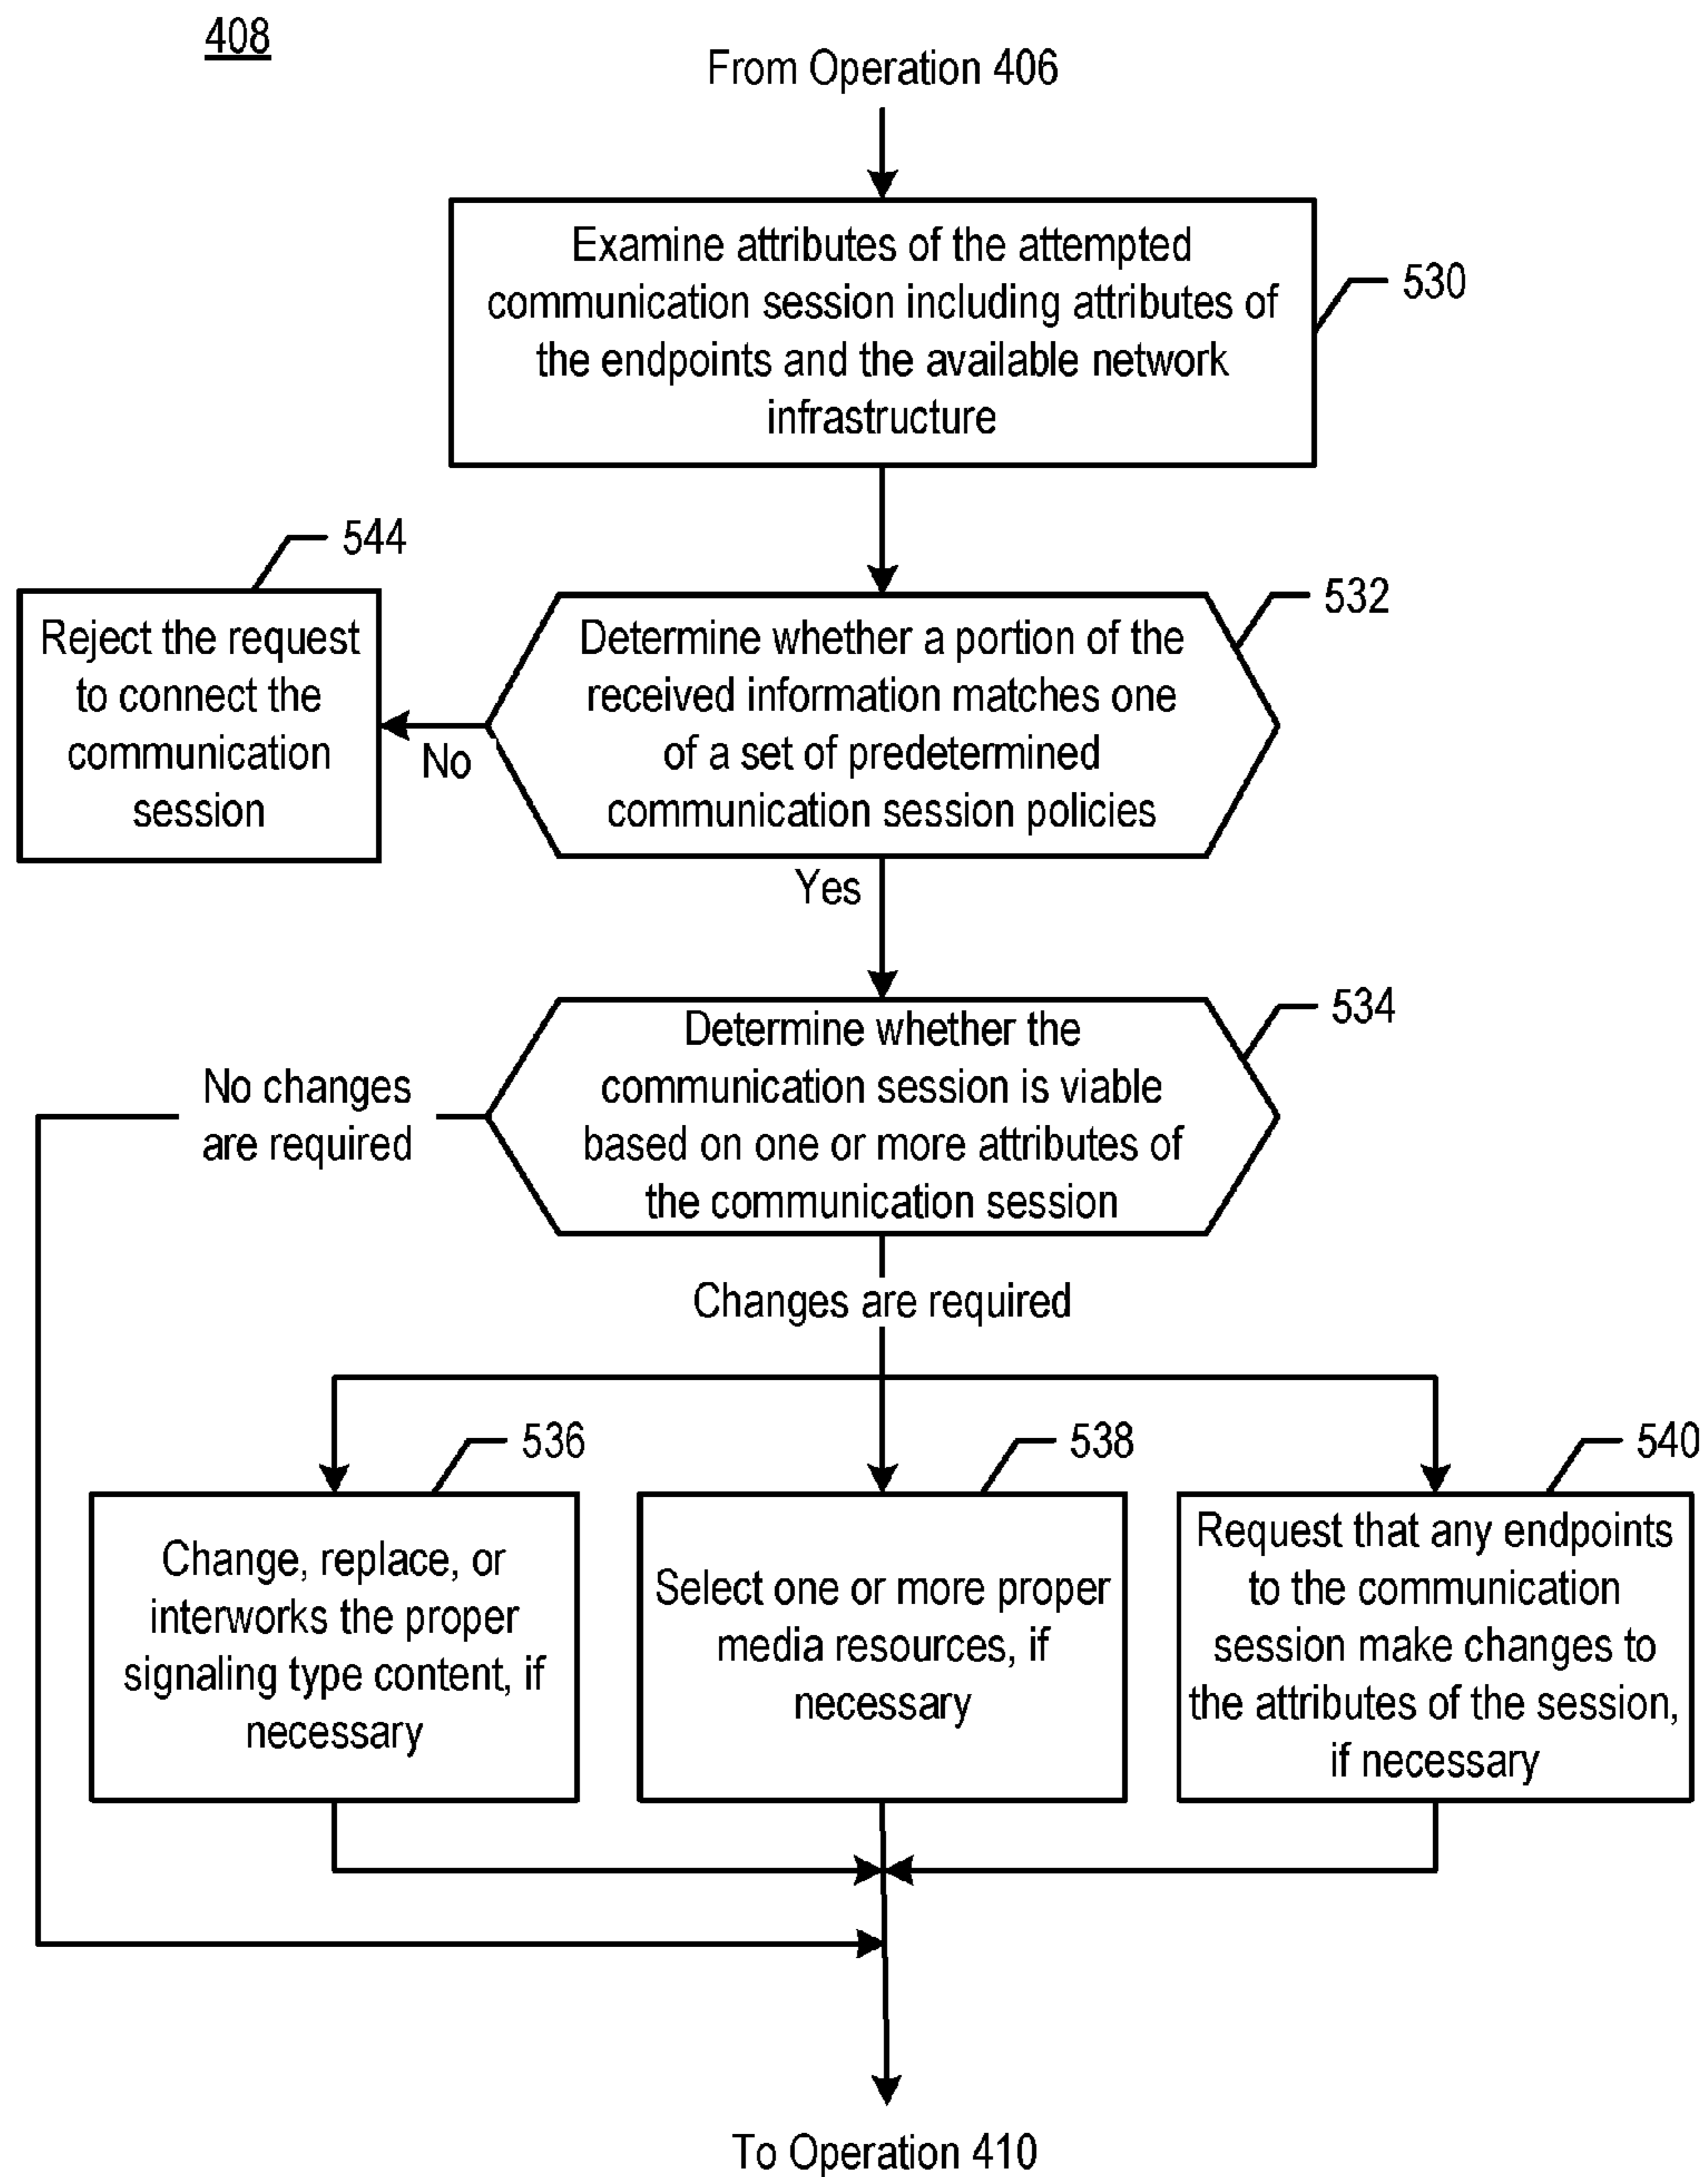 408
From Operation 406
Examine attributes of the attempted
communication session including attributes of
the endpoints and the available network
infrastructure
530
544
Reject the request
to connect the
communication
session
No
532
Determine whether a portion of the
received information matches one
of a set of predetermined
communication session policies
Yes
534
Determine whether the
communication session is viable
based on one or more attributes of
the communication session
No changes
are required
Changes are required
536
Change, replace, or
interworks the proper
signaling type content, if
necessary
538
Select one or more proper
media resources, if
necessary
540
Request that any endpoints
to the communication
session make changes to
the attributes of the session,
if necessary
To Operation 410